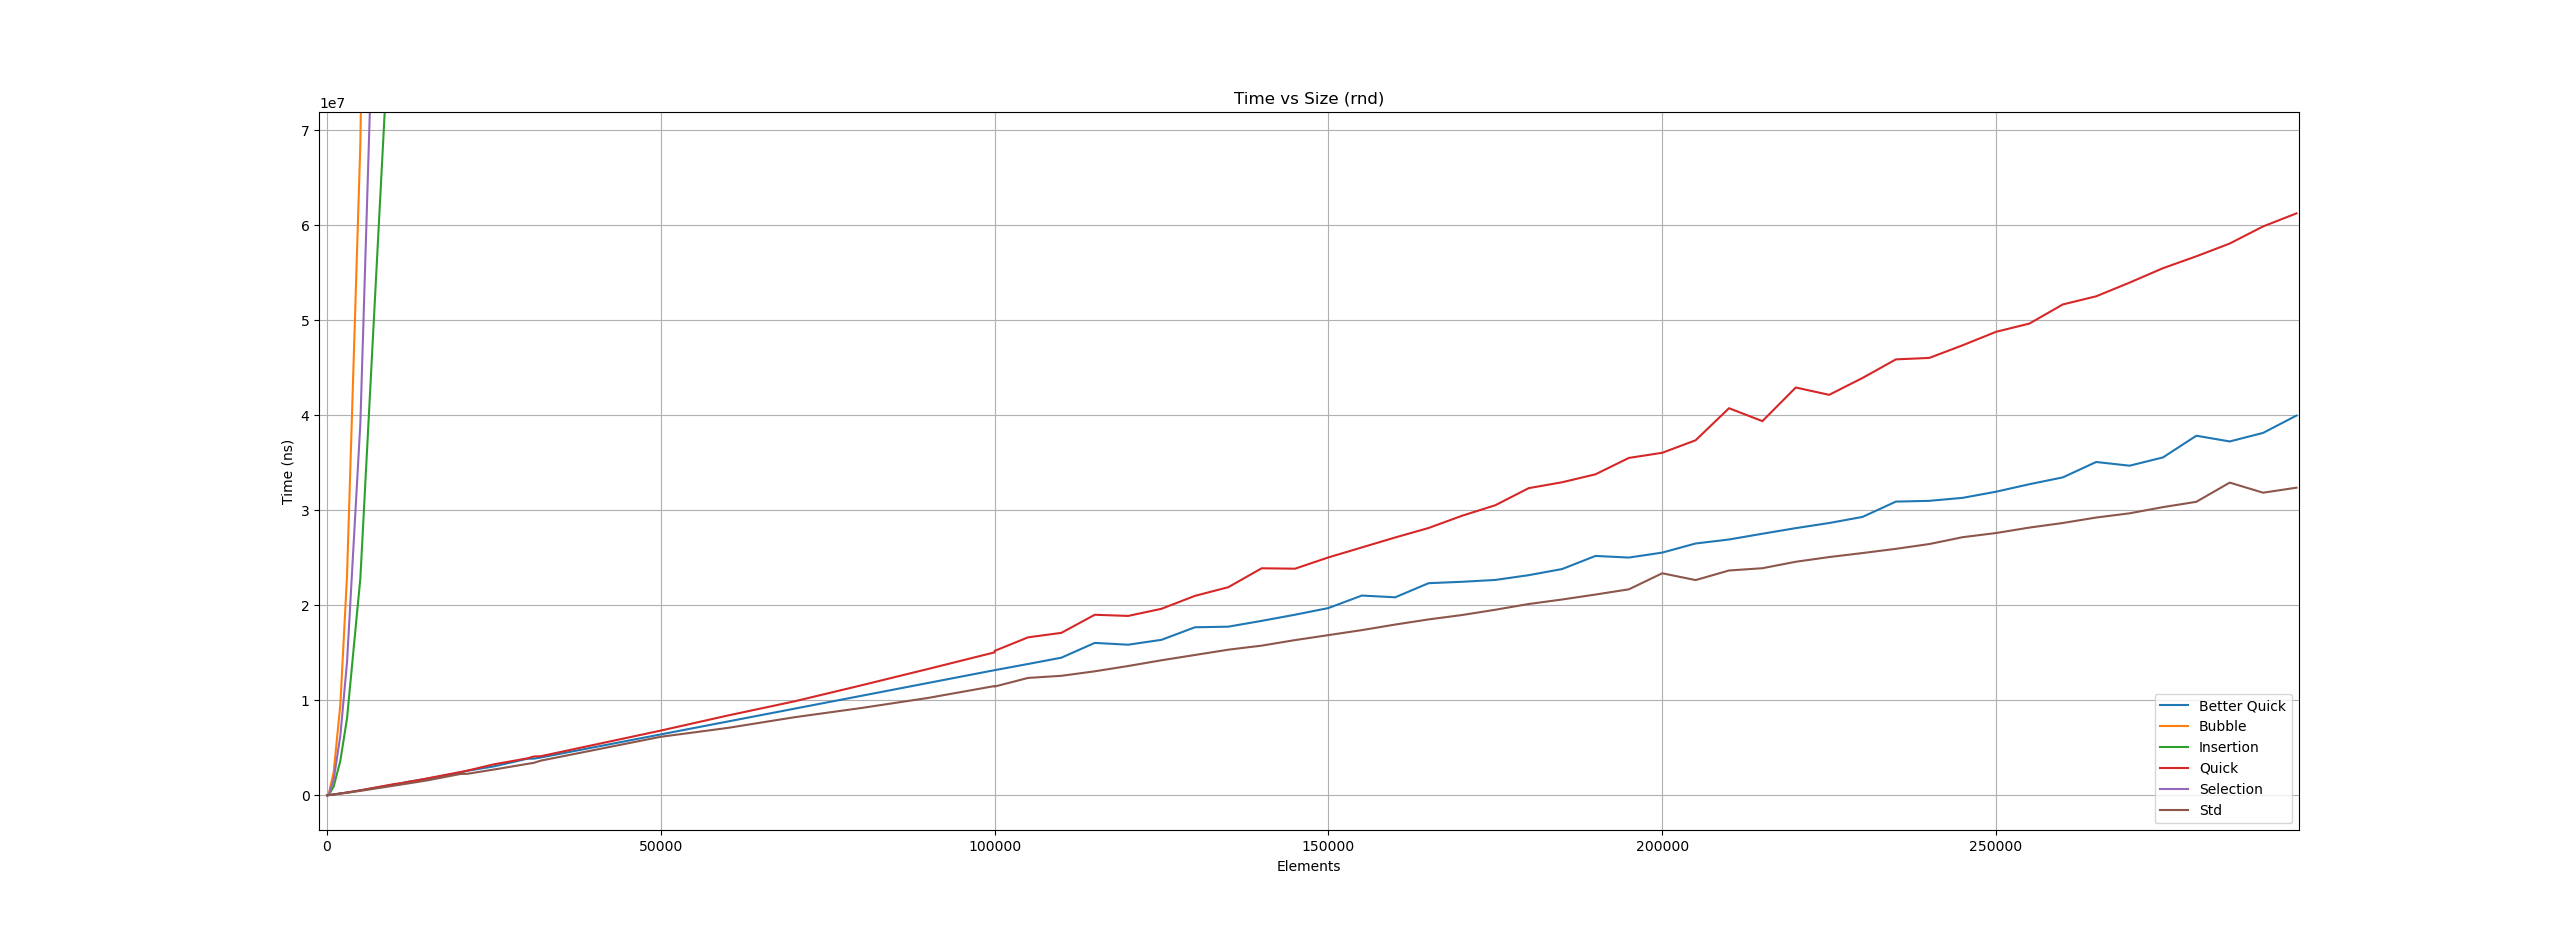 Time vs Size (rnd)
1e7
7
6
5
4
3
2
1
0
Time (ns)
0 50000 100000 150000 200000 250000
Elements
Better Quick
Bubble
Insertion
Quick
Selection
Std